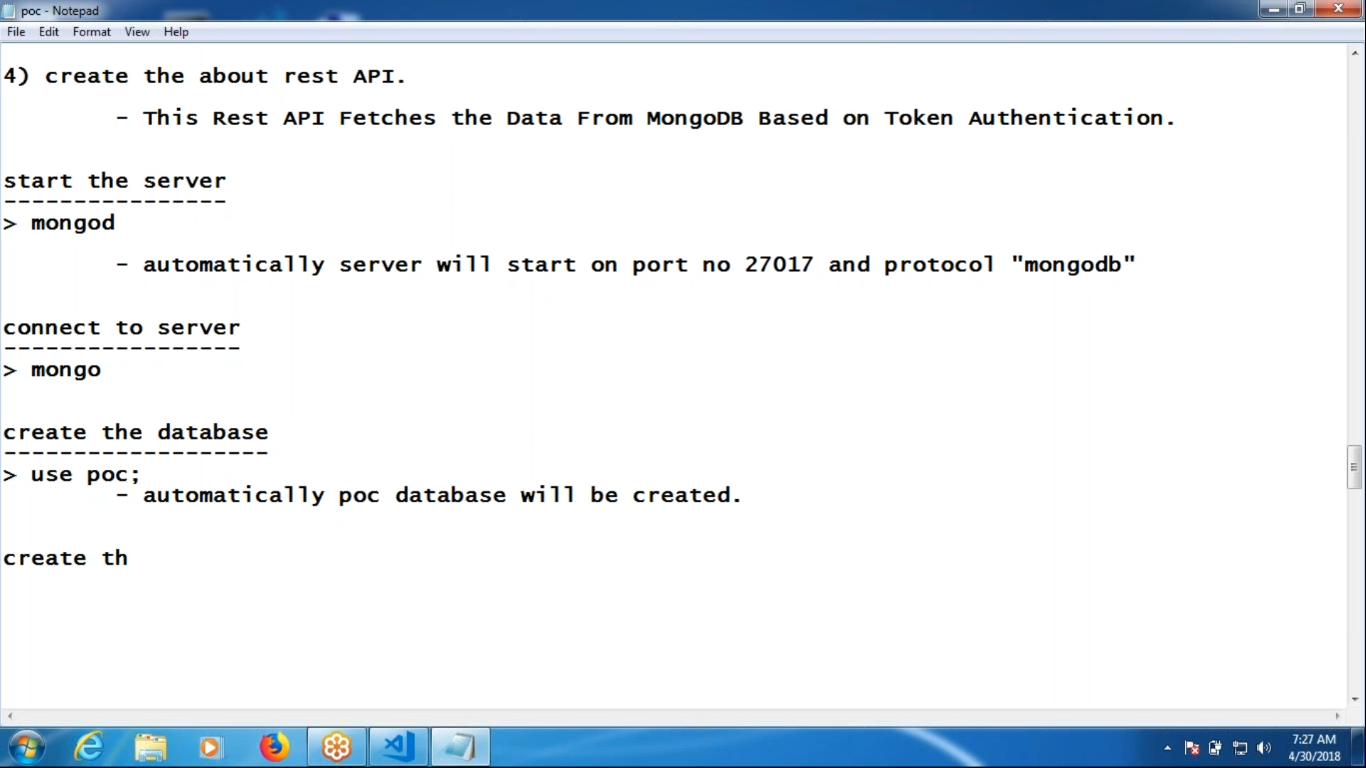 poc - Notepad
File Edit Format View Help
4) create the about rest API.
- This Rest API Fetches the Data From MongoDB Based on Token Authentication.
start the server
----------------
> mongod
- automatically server will start on port no 27017 and protocol "mongodb"
connect to server
-----------------
> mongo
create the database
-------------------
> use poc;
- automatically poc database will be created.
create th
7:27 AM
4/30/2018